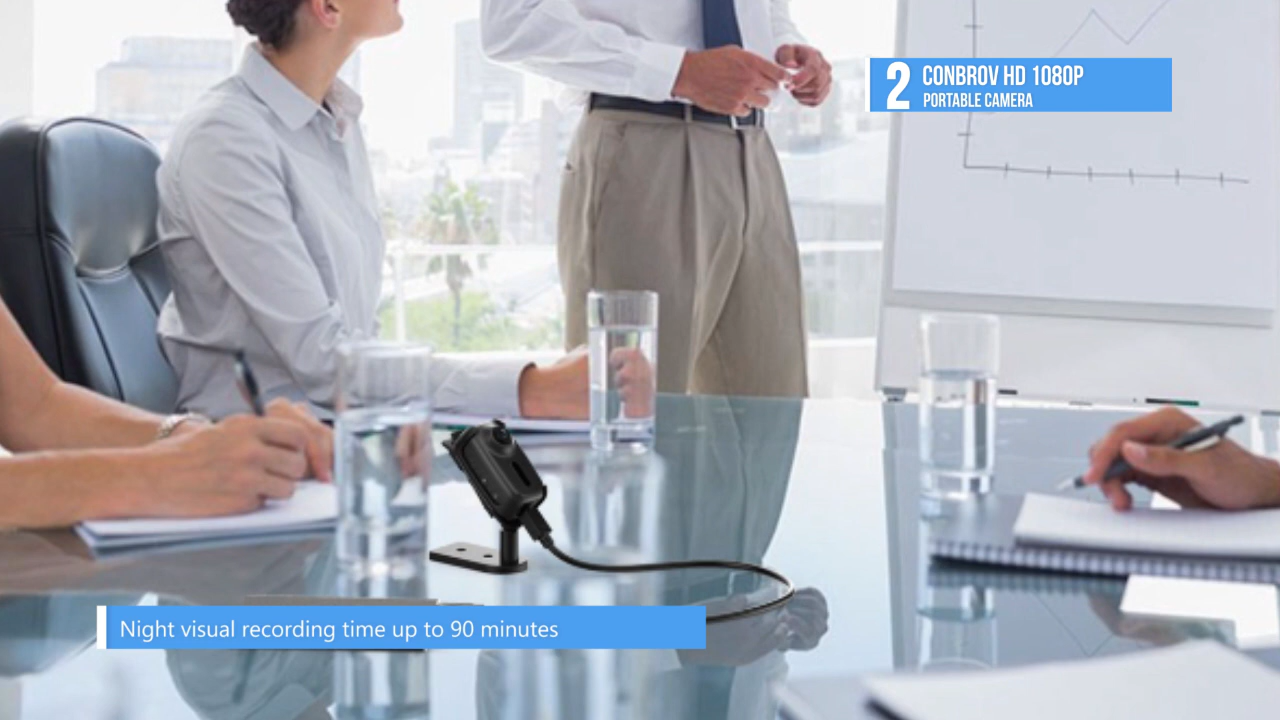 2
CONBROV HD 1080P
PORTABLE CAMERA
Night visual recording time up to 90 minutes